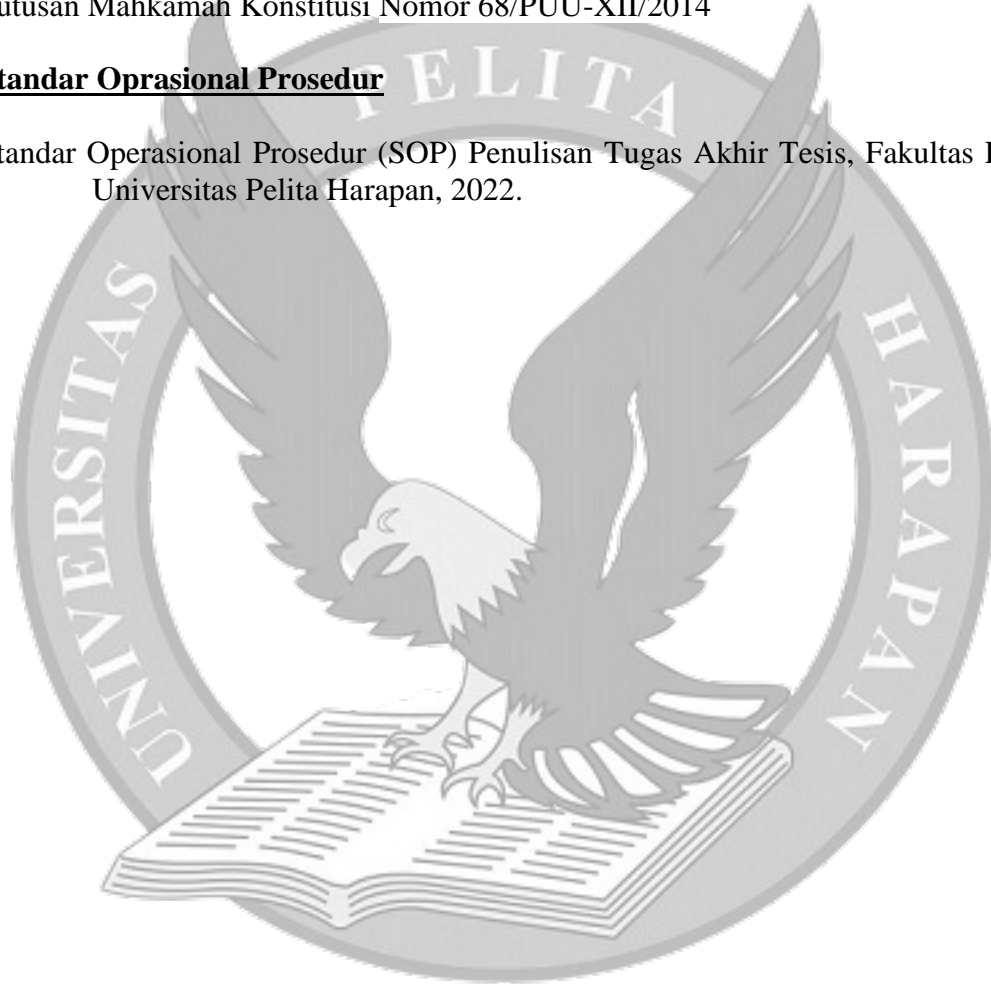 utusan Mahkamah Konstitusi Nomor 68/PUU-XII/2014
tandar Oprasional Prosedur
tandar Operasional Prosedur (SOP) Penulisan Tugas Akhir Tesis, Fakultas
Universitas Pelita Harapan, 2022.
UNIVERSITAS PELITA HARAPAN